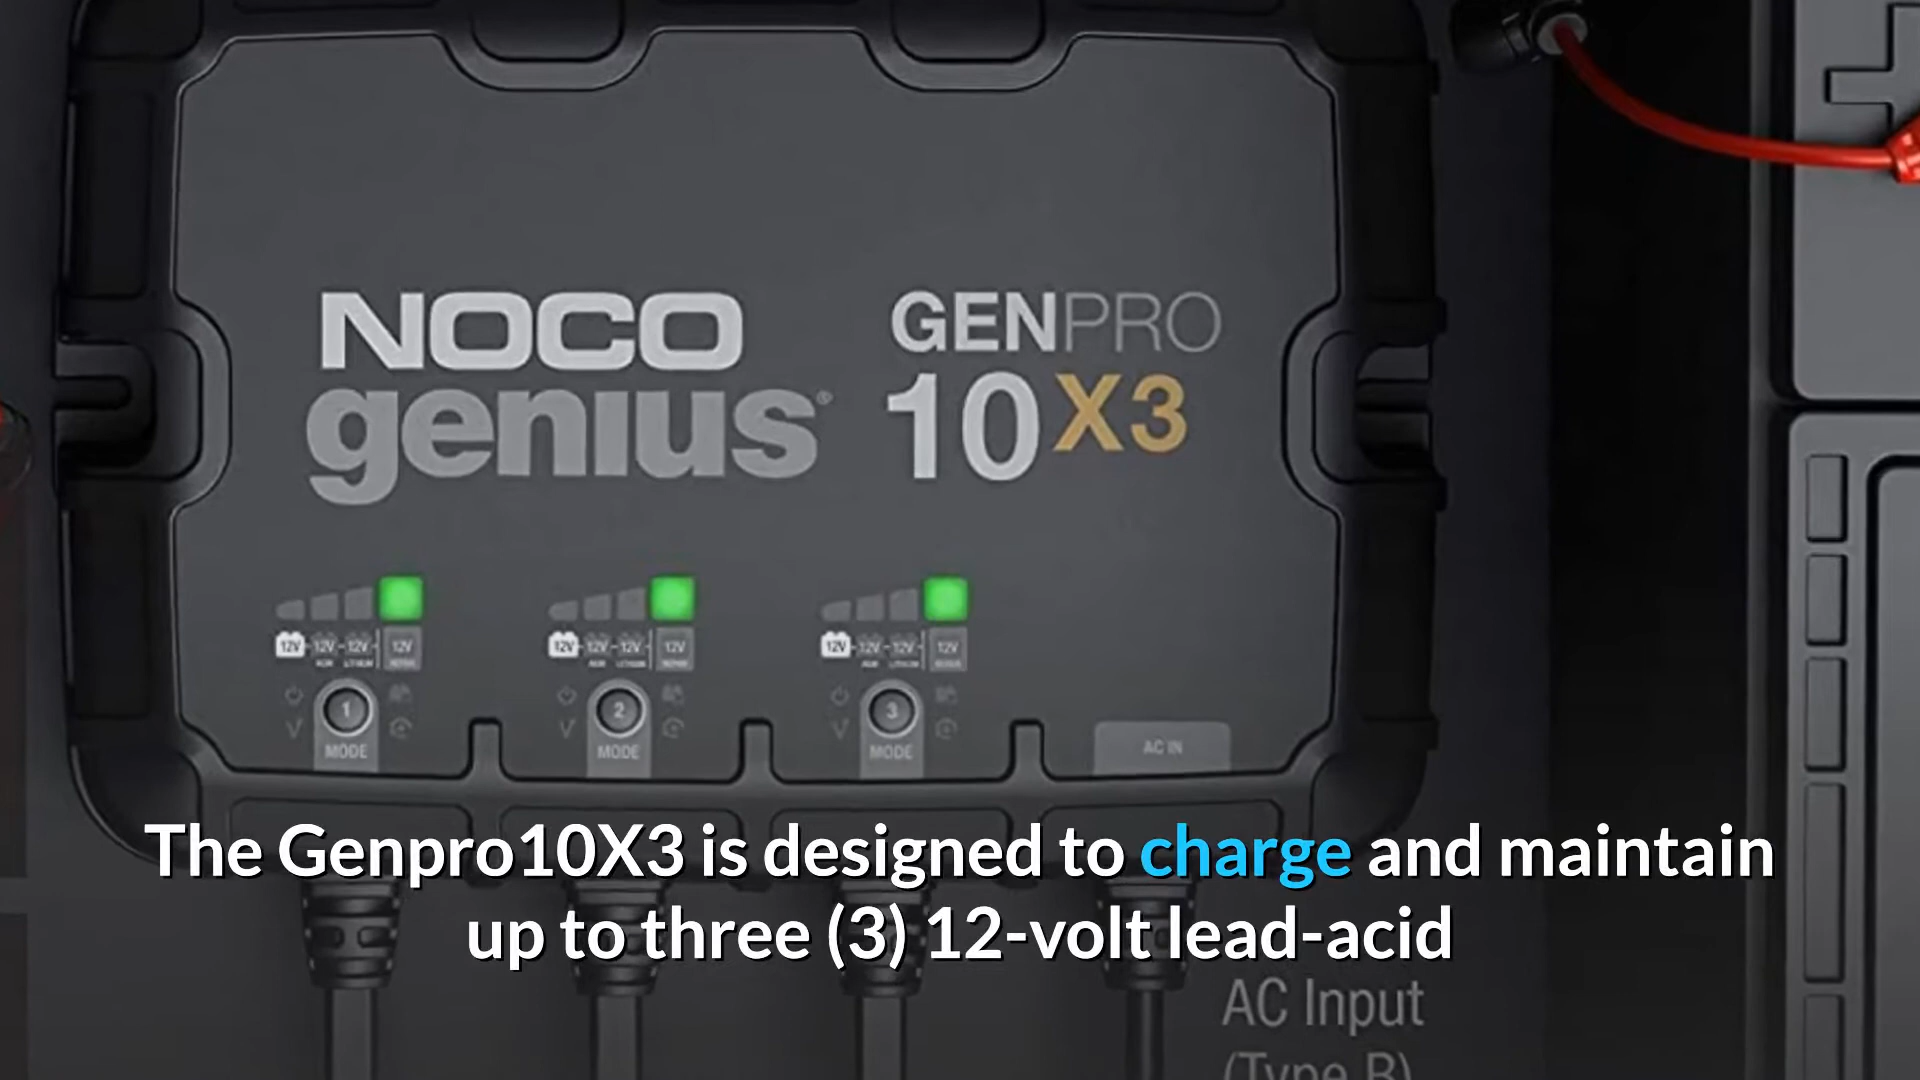 NOCO
genius®
GENPRO
10X3
12V 12V 12V 12V
12V 12V 12V 12V
12V 12V 12V 12V
1
2
3
MODE
MODE
MODE
AC IN
The Genpro10X3 is designed to charge and maintain
up to three (3) 12-volt lead-acid
AC Input
(Type B)